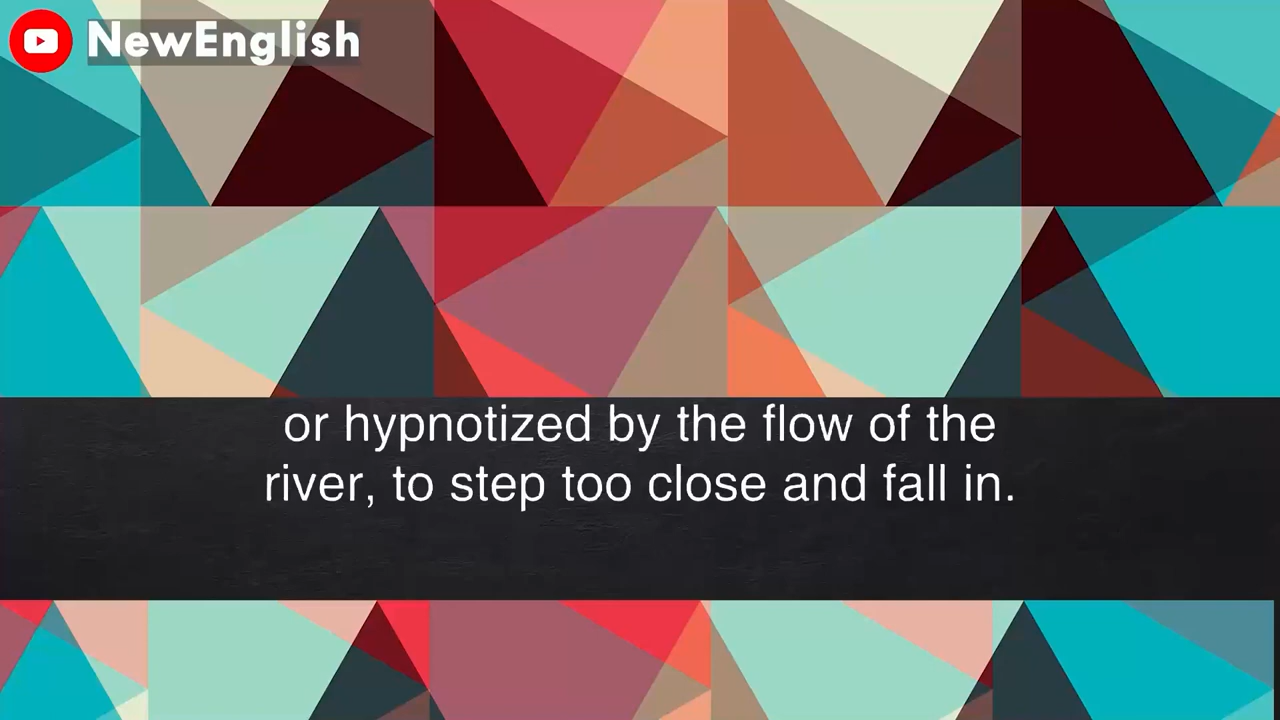 NewEnglish
or hypnotized by the flow of the
river, to step too close and fall in.